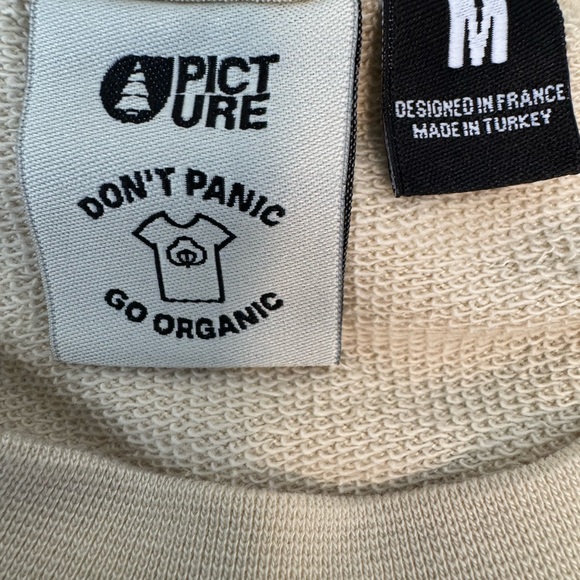 PICT
URE
DON'T PANIC
GO ORGANIC
M
DESIGNED IN FRANCE
MADE IN TURKEY